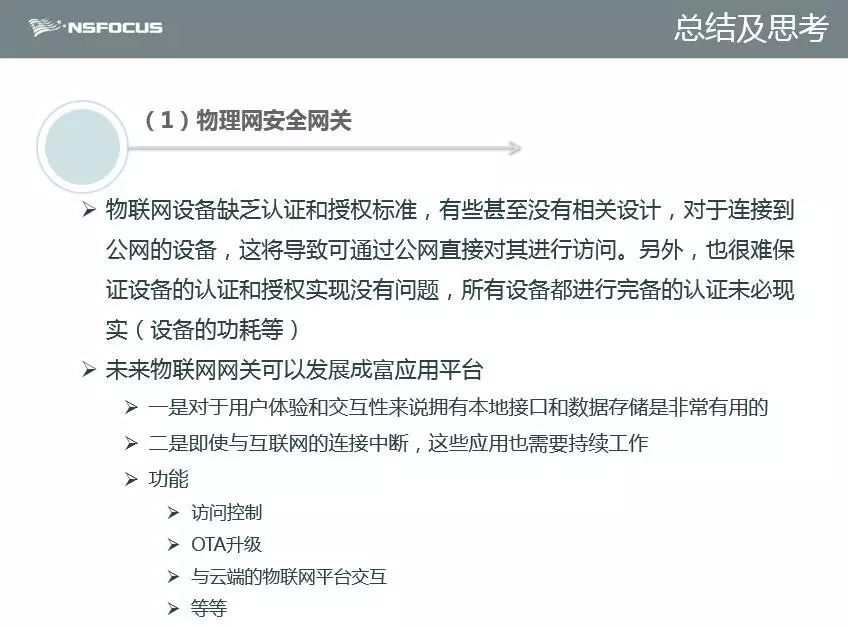 NSFOCUS
总结及思考
（1）物理网安全网关
物联网设备缺乏认证和授权标准，有些甚至没有相关设计，对于连接到
公网的设备，这将导致可通过公网直接对其进行访问。另外，也很难保
证设备的认证和授权实现没有问题，所有设备都进行完备的认证未必现
实（设备的功耗等）
未来物联网网关可以发展成富应用平台
一是对于用户体验和交互性来说拥有本地接口和数据存储是非常有用的
二是即使与互联网的连接中断，这些应用也需要持续工作
功能
访问控制
OTA升级
与云端的物联网平台交互
等等